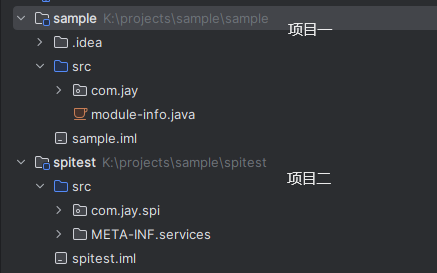 sample K:\projects\sample\sample
项目一
.idea
src
com.jay
module-info.java
sample.iml
spitest K:\projects\sample\spitest
项目二
src
com.jay.spi
META-INF.services
spitest.iml